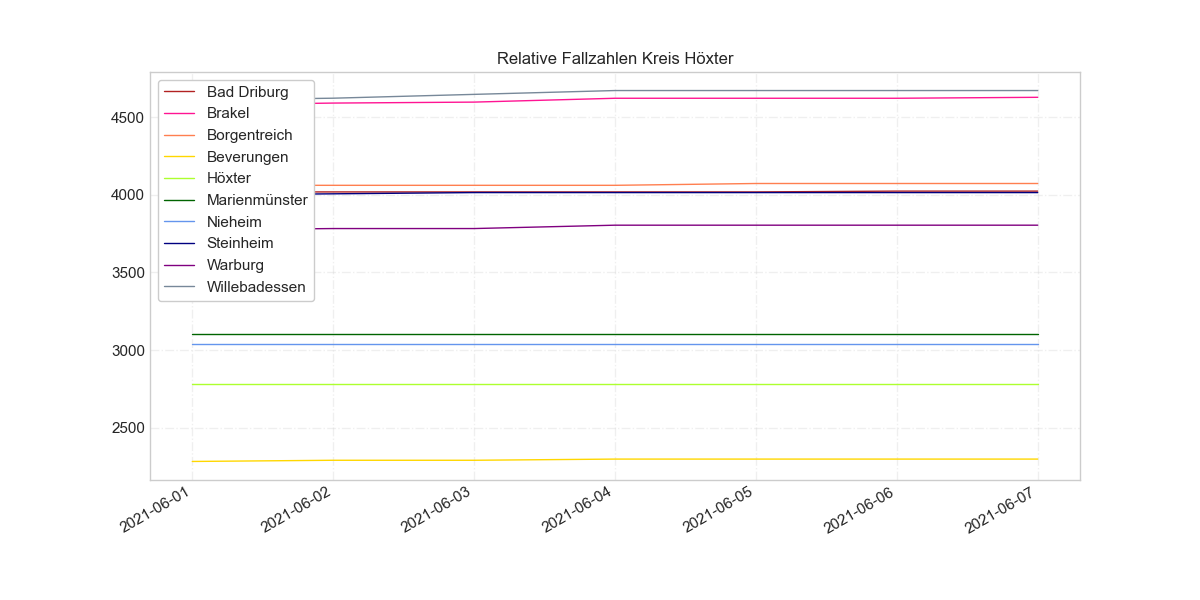 Relative Fallzahlen Kreis Höxter
Bad Driburg
Brakel
Borgentreich
Beverungen
Höxter
Marienmünster
Nieheim
Steinheim
Warburg
Willebadessen
4500
4000
3500
3000
2500
2021-06-01
2021-06-02
2021-06-03
2021-06-04
2021-06-05
2021-06-06
2021-06-07